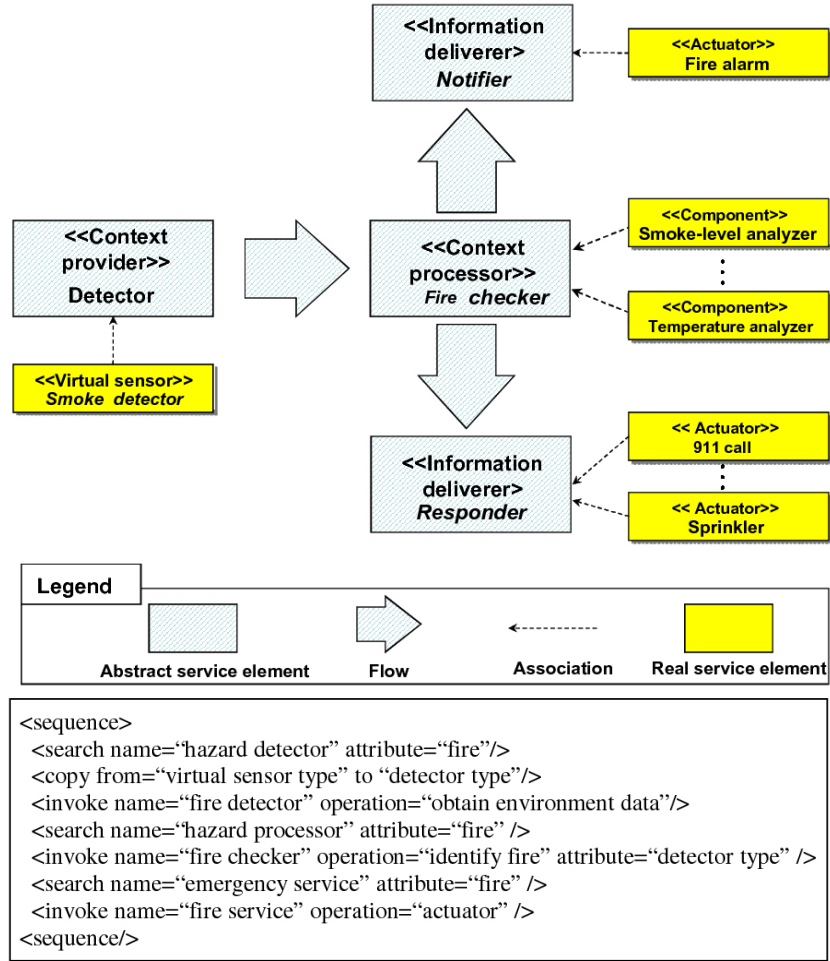 <<Information
deliverer>
Notifier
<<Actuator>>
Fire alarm
<<Context
provider>>
Detector
<<Context
processor>>
Fire checker
<<Component>>
Smoke-level analyzer
<<Component>>
Temperature analyzer
<<Virtual sensor>>
Smoke detector
<<Information
deliverer>
Responder
<< Actuator>>
911 call
<< Actuator>>
Sprinkler
Legend
Abstract service element
Flow
Association
Real service element
<sequence>
<search name=“hazard detector” attribute=“fire”/>
<copy from=“virtual sensor type” to “detector type”/>
<invoke name=“fire detector” operation=“obtain environment data”/>
<search name=“hazard processor” attribute=“fire” />
<invoke name=“fire checker” operation=“identify fire” attribute=“detector type” />
<search name=“emergency service” attribute=“fire” />
<invoke name=“fire service” operation=“actuator” />
<sequence/>